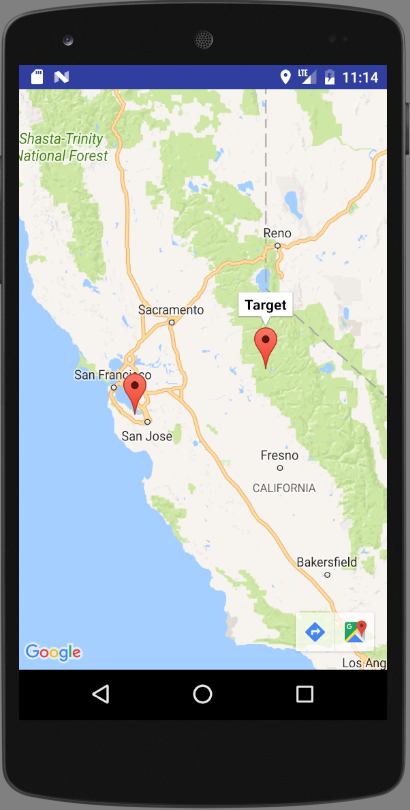 LTE 11:14
Shasta-Trinity
National Forest
Reno
Target
Sacramento
San Francisco
San Jose
Fresno
CALIFORNIA
Bakersfield
Google
Los Ang